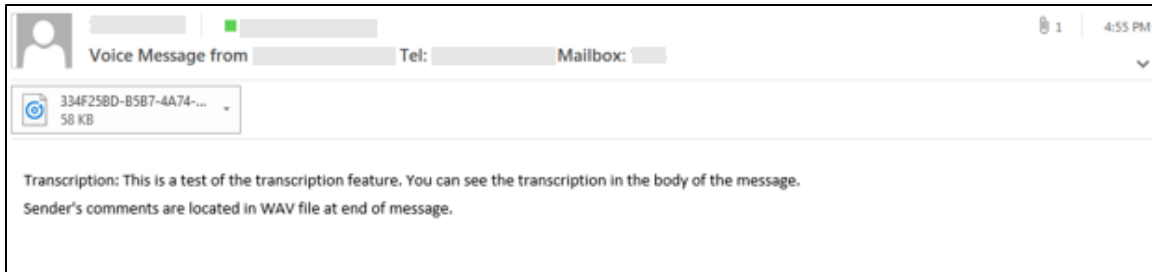 1 4:55 PM
Voice Message from Tel: Mailbox:
334F25BD-B5B7-4A74-...
58 KB
Transcription: This is a test of the transcription feature. You can see the transcription in the body of the message.
Sender's comments are located in WAV file at end of message.